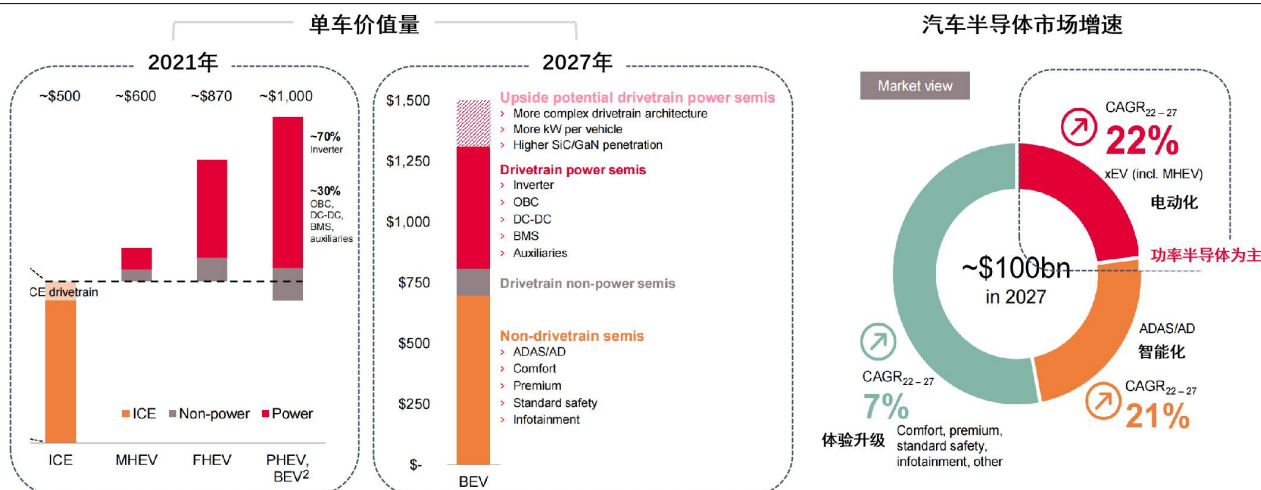 单车价值量
汽车半导体市场增速
2021年
~$500
~$600
~$870
~$1,000
~70%
Inverter
~30%
OBC,
DC-DC,
BMS,
auxiliaries
CE drivetrain
ICE
Non-power
Power
ICE
MHEV
FHEV
PHEV,
BEV2
2027年
$1,500
$1,250
$1,000
$750
$500
$250
$-
BEV
Upside potential drivetrain power semis
› More complex drivetrain architecture
› More kW per vehicle
› Higher SiC/GaN penetration
Drivetrain power semis
› Inverter
› OBC
› DC-DC
› BMS
› Auxiliaries
Drivetrain non-power semis
Non-drivetrain semis
› ADAS/AD
› Comfort
› Premium
› Standard safety
› Infotainment
Market view
CAGR22 – 27
22%
xEV (incl. MHEV)
电动化
功率半导体为主
~$100bn
in 2027
ADAS/AD
智能化
CAGR22 – 27
21%
CAGR22 – 27
7%
体验升级
Comfort, premium,
standard safety,
infotainment, other